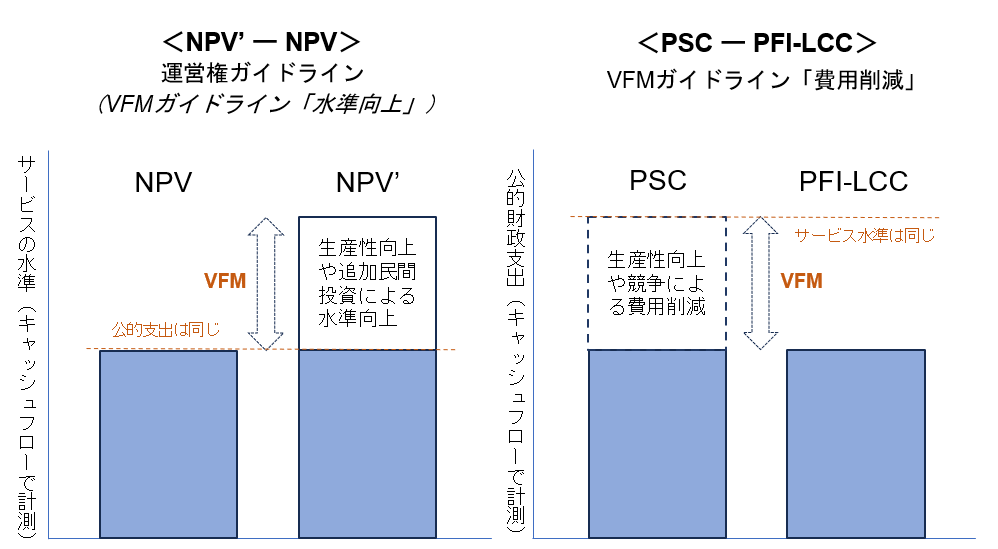 ＜NPV’ ー NPV＞
運営権ガイドライン
（VFMガイドライン「水準向上」）
サービスの水準（キャッシュフローで計測）
NPV
NPV’
生産性向上
や追加民間
投資による
水準向上
VFM
公的支出は同じ
＜PSC ー PFI-LCC＞
VFMガイドライン「費用削減」
公的財政支出（キャッシュフローで計測）
PSC
PFI-LCC
サービス水準は同じ
生産性向上
や競争によ
る費用削減
VFM